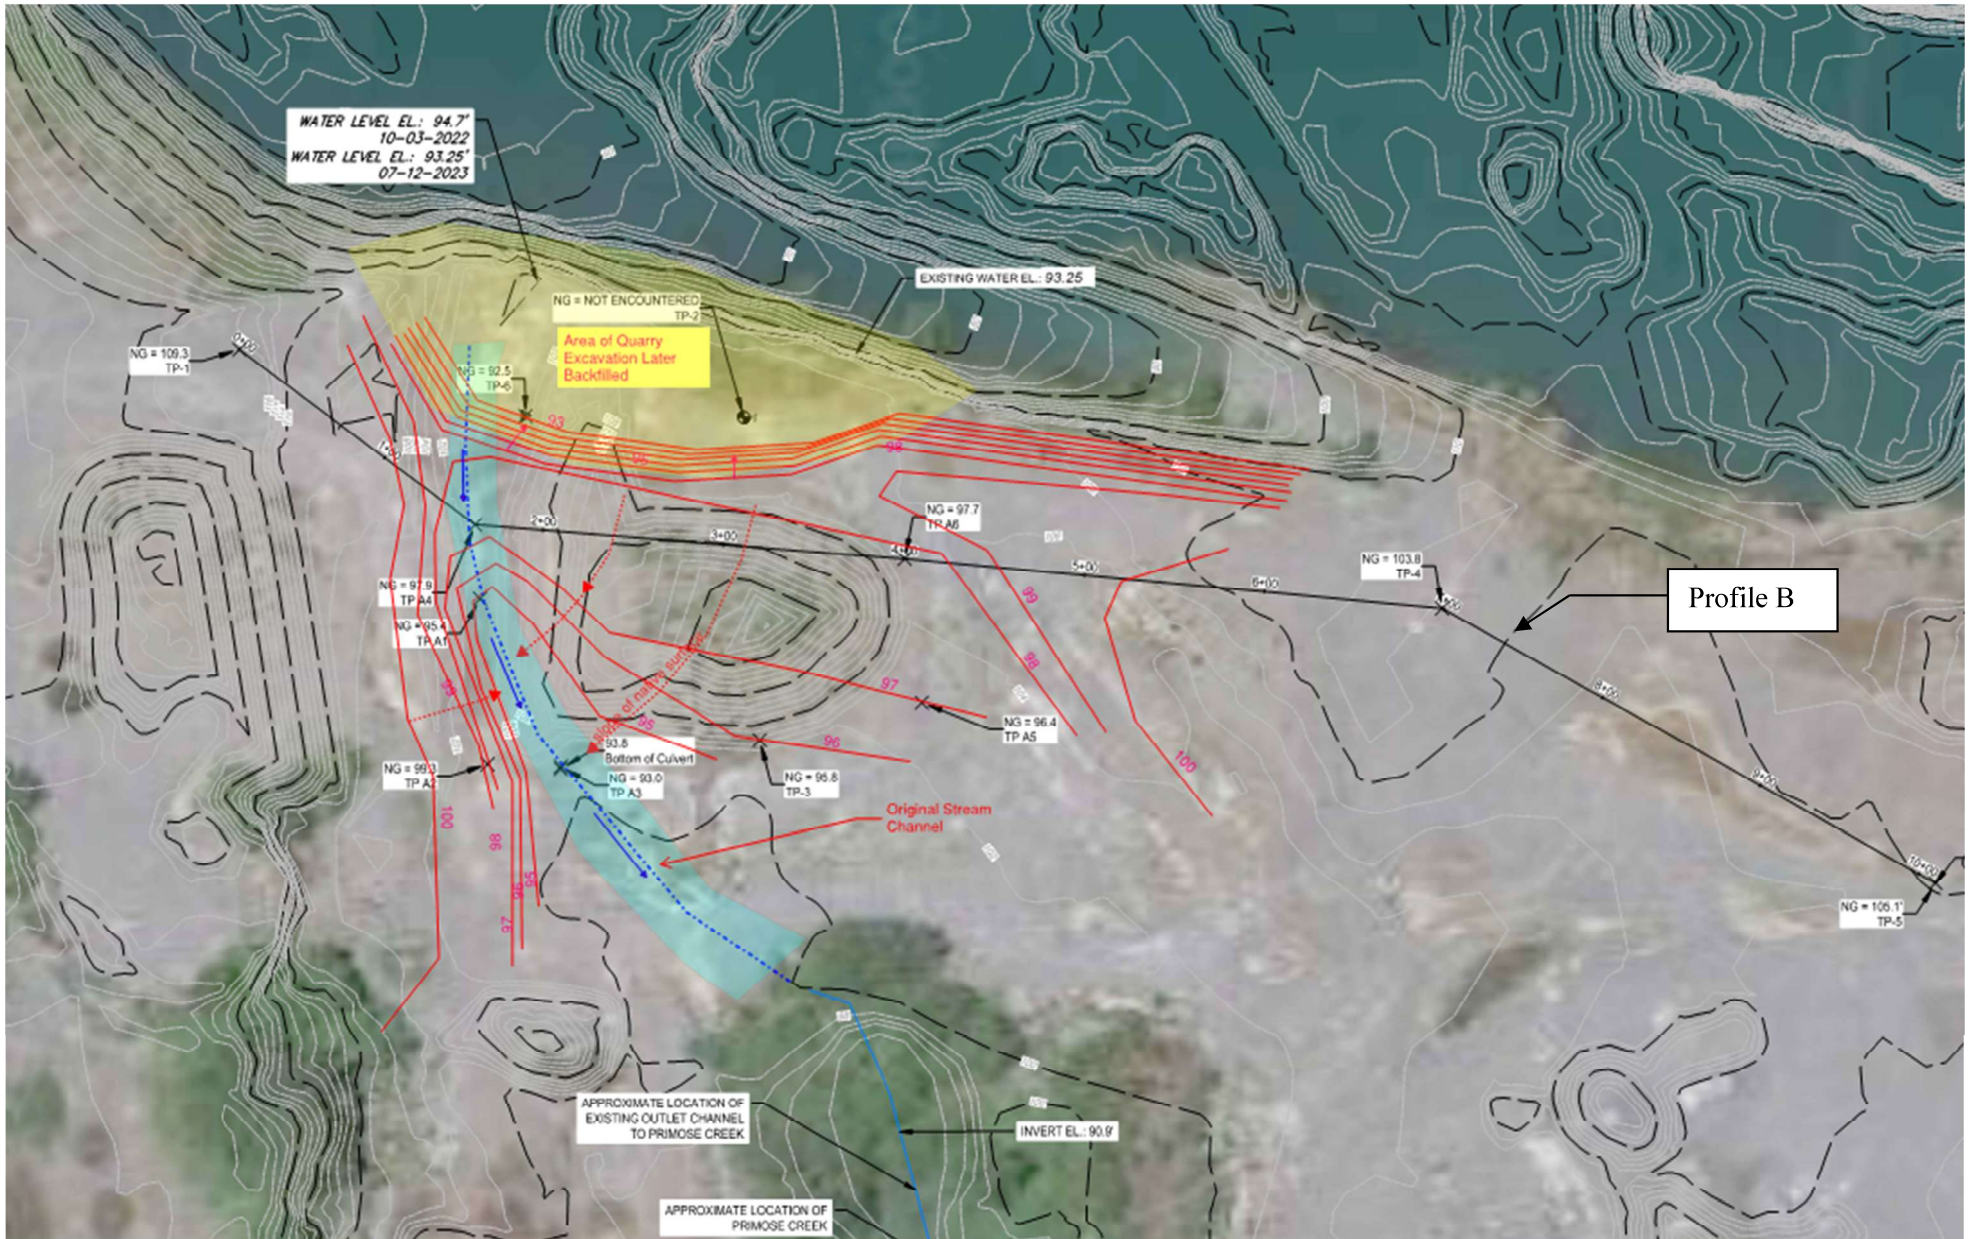 WATER LEVEL EL.: 94.7'
10-03-2022
WATER LEVEL EL.: 93.25'
07-12-2023
EXISTING WATER EL.: 93.25
NG = NOT ENCOUNTERED
TP-2
Area of Quarry
Excavation Later
Backfilled
NG = 109.3
TP-1
0+00
NG = 92.5
TP-6
93
95
98
1+00
2+00
3+00
4+00
5+00
6+00
8+00
9+00
10+00
NG = 97.7
TP A6
NG = 103.8
TP-4
Profile B
NG = 97.9
TP A4
NG = 95.4
TP A1
99
98
97
NG = 96.4
TP A5
slope of native surface
95
96
93.8
Bottom of Culvert
NG = 93.0
TP A3
NG = 95.8
TP-3
NG = 99.3
TP A2
99
100
100
98
96
95
97
Original Stream
Channel
NG = 105.1'
TP-5
APPROXIMATE LOCATION OF
EXISTING OUTLET CHANNEL
TO PRIMOSE CREEK
INVERT EL.: 90.9'
APPROXIMATE LOCATION OF
PRIMOSE CREEK